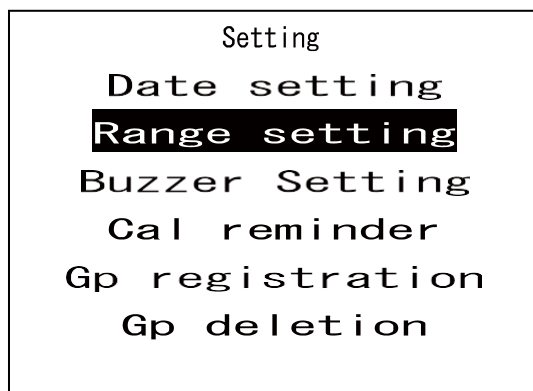 Setting
Date setting
Range setting
Buzzer Setting
Cal reminder
Gp registration
Gp deletion